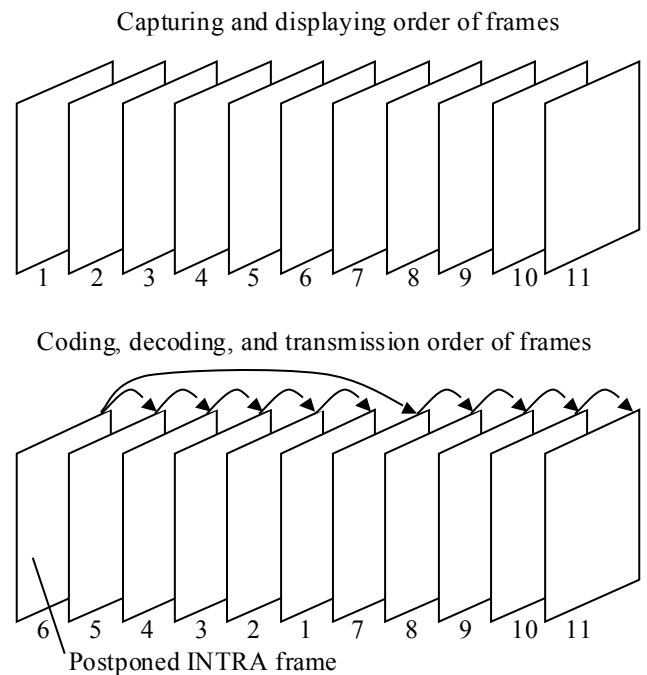 Capturing and displaying order of frames
1 2 3 4 5 6 7 8 9 10 11
Coding, decoding, and transmission order of frames
6 5 4 3 2 1 7 8 9 10 11
Postponed INTRA frame